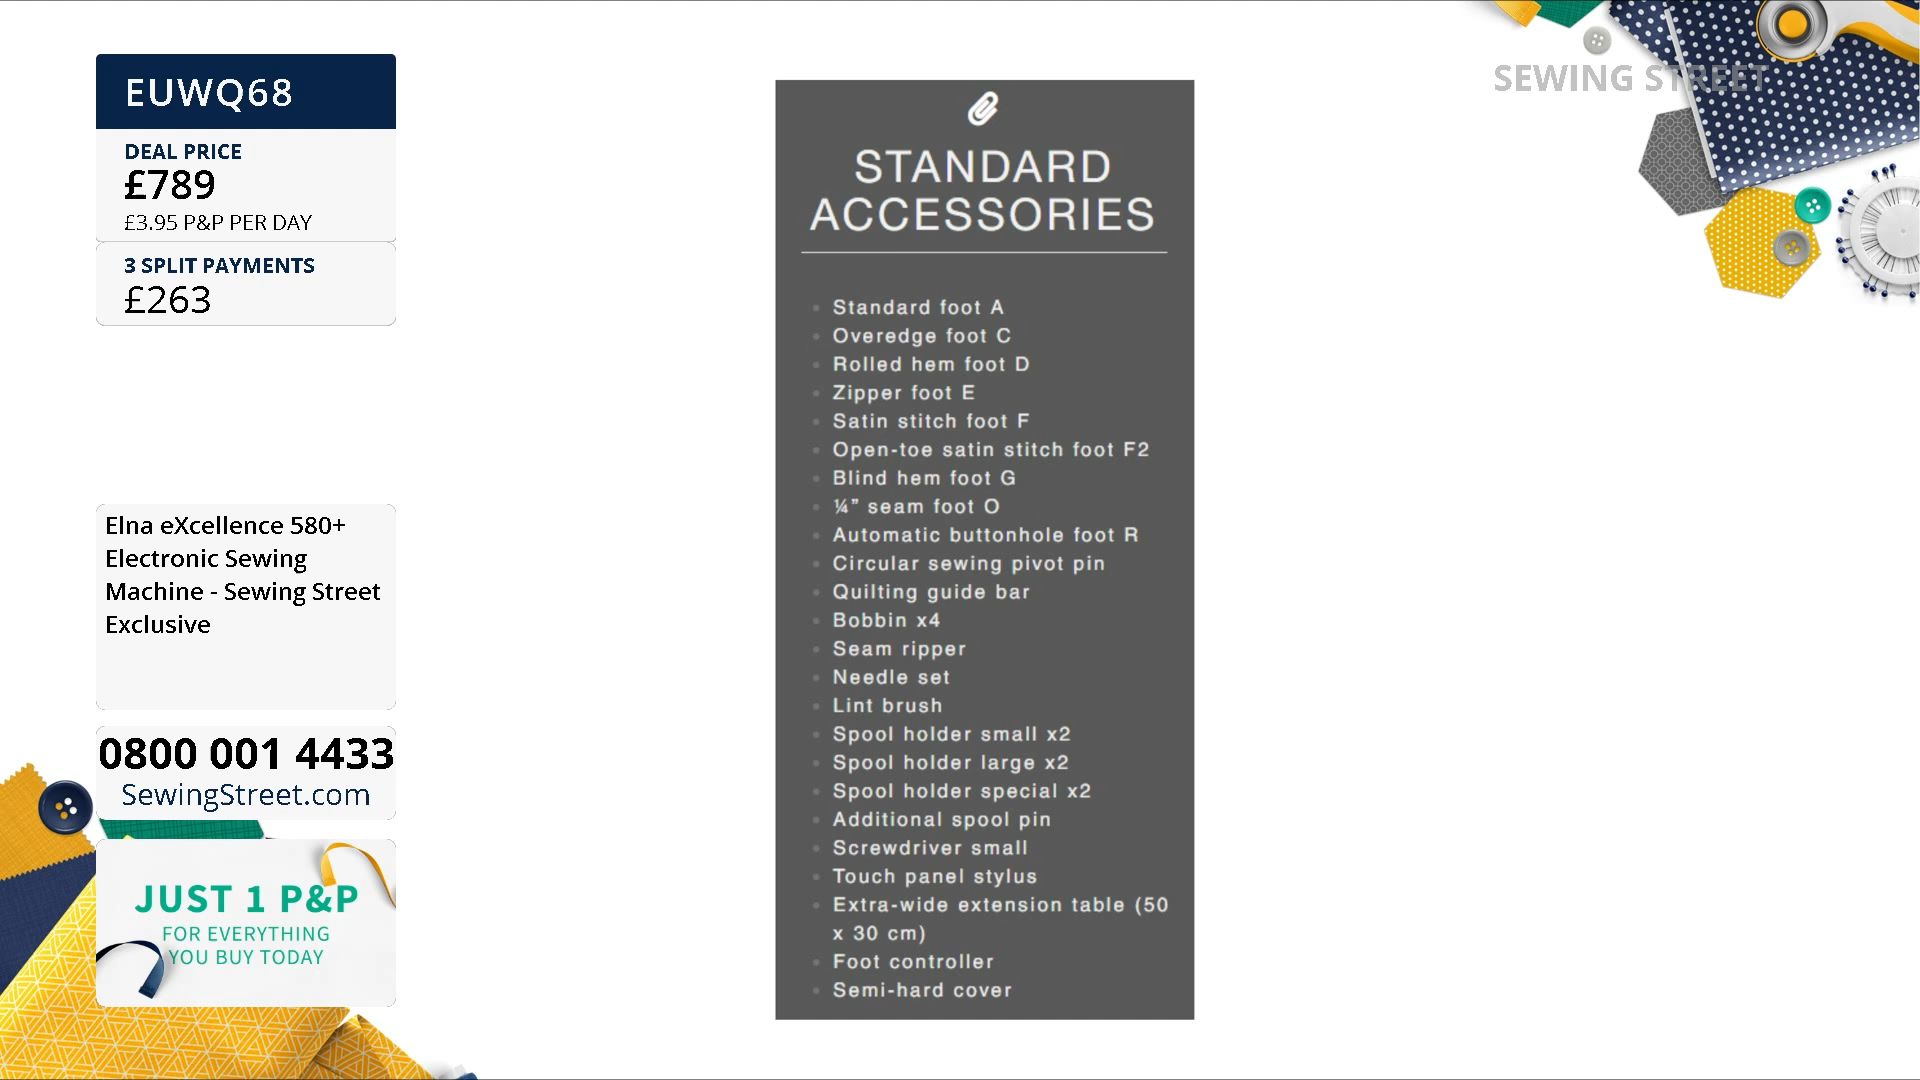 EUWQ68
DEAL PRICE
£789
£3.95 P&P PER DAY
3 SPLIT PAYMENTS
£263
Elna eXcellence 580+
Electronic Sewing
Machine - Sewing Street
Exclusive
0800 001 4433
SewingStreet.com
JUST 1 P&P
FOR EVERYTHING
YOU BUY TODAY
STANDARD
ACCESSORIES
Standard foot A
Overedge foot C
Rolled hem foot D
Zipper foot E
Satin stitch foot F
Open-toe satin stitch foot F2
Blind hem foot G
¼” seam foot O
Automatic buttonhole foot R
Circular sewing pivot pin
Quilting guide bar
Bobbin x4
Seam ripper
Needle set
Lint brush
Spool holder small x2
Spool holder large x2
Spool holder special x2
Additional spool pin
Screwdriver small
Touch panel stylus
Extra-wide extension table (50
x 30 cm)
Foot controller
Semi-hard cover
SEWING STREET